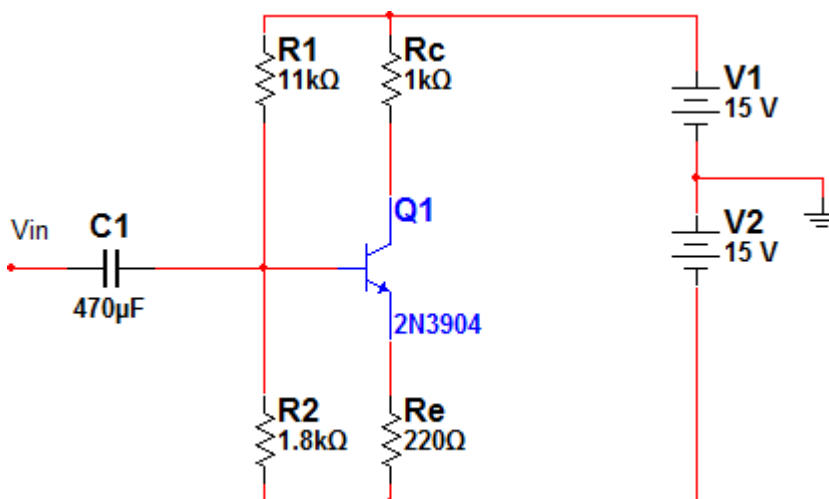 R1
11kΩ
Rc
1kΩ
V1
15 V
Q1
Vin
C1
470µF
V2
15 V
2N3904
R2
1.8kΩ
Re
220Ω